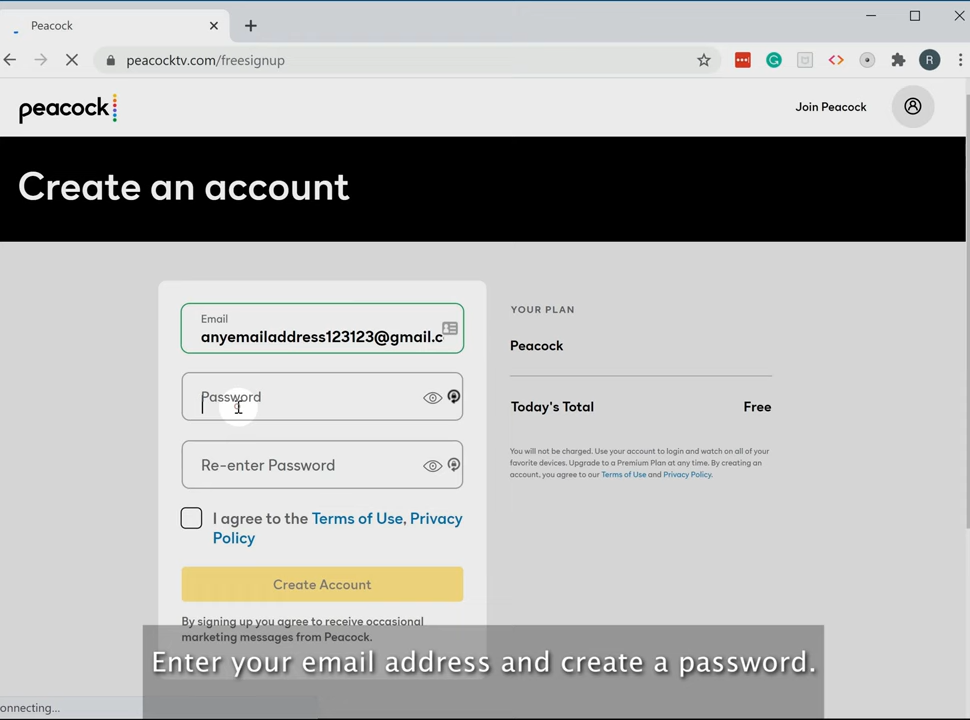 Peacock
peacocktv.com/freesignup
R
peacock
Join Peacock
Create an account
Email
anyemailaddress123123@gmail.c
Password
Re-enter Password
I agree to the Terms of Use, Privacy
Policy
Create Account
By signing up you agree to receive occasional
marketing messages from Peacock.
YOUR PLAN
Peacock
Today's Total Free
You will not be charged. Use your account to login and watch on all of your
favorite devices. Upgrade to a Premium Plan at any time. By creating an
account, you agree to our Terms of Use and Privacy Policy.
Enter your email address and create a password.
onnecting...